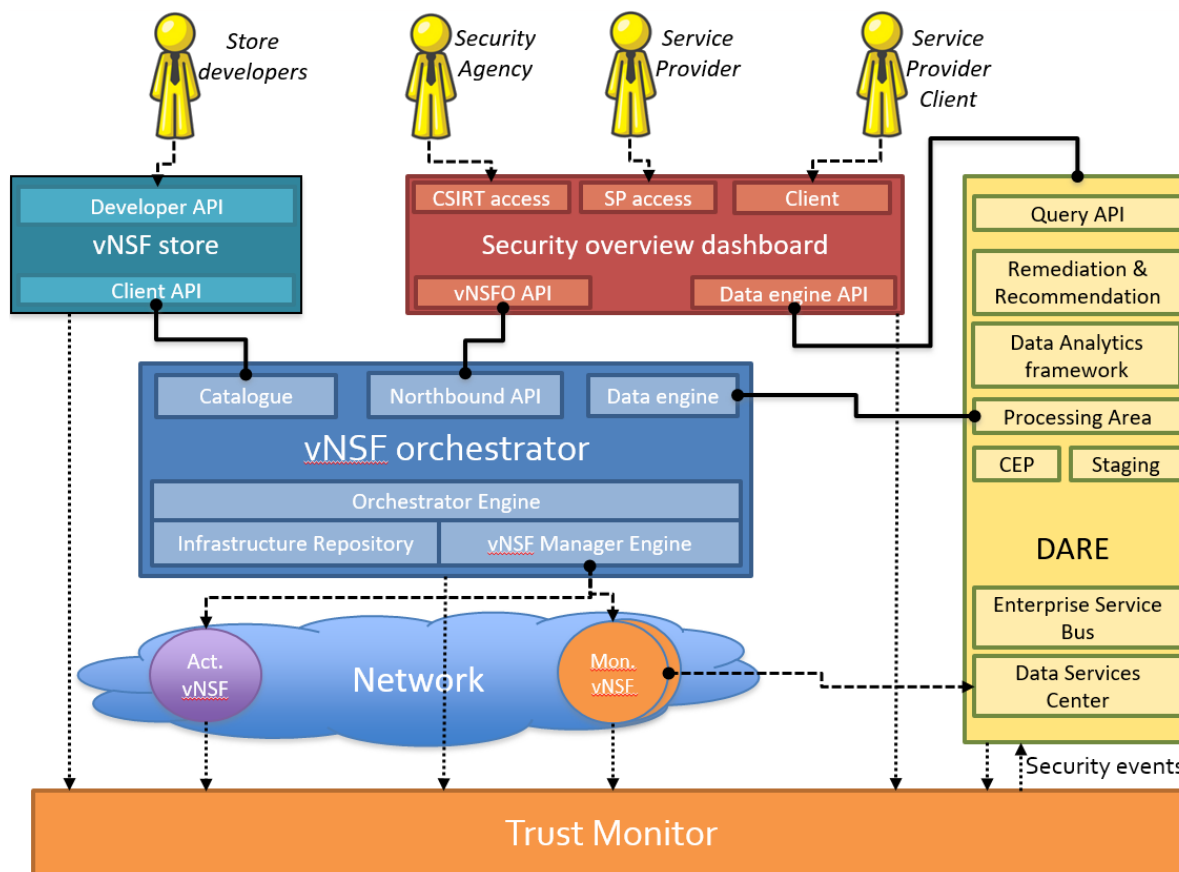 Store
developers
Security
Agency
Service
Provider
Service
Provider
Client
Developer API
vNSF store
Client API
CSIRT access
SP access
Client
Security overview dashboard
vNSFO API
Data engine API
Query API
Remediation &
Recommendation
Data Analytics
framework
Processing Area
CEP
Staging
DARE
Enterprise Service
Bus
Data Services
Center
Catalogue
Northbound API
Data engine
vNSF orchestrator
Orchestrator Engine
Infrastructure Repository
vNSF Manager Engine
Act.
vNSF
Network
Mon.
vNSF
Security events
Trust Monitor